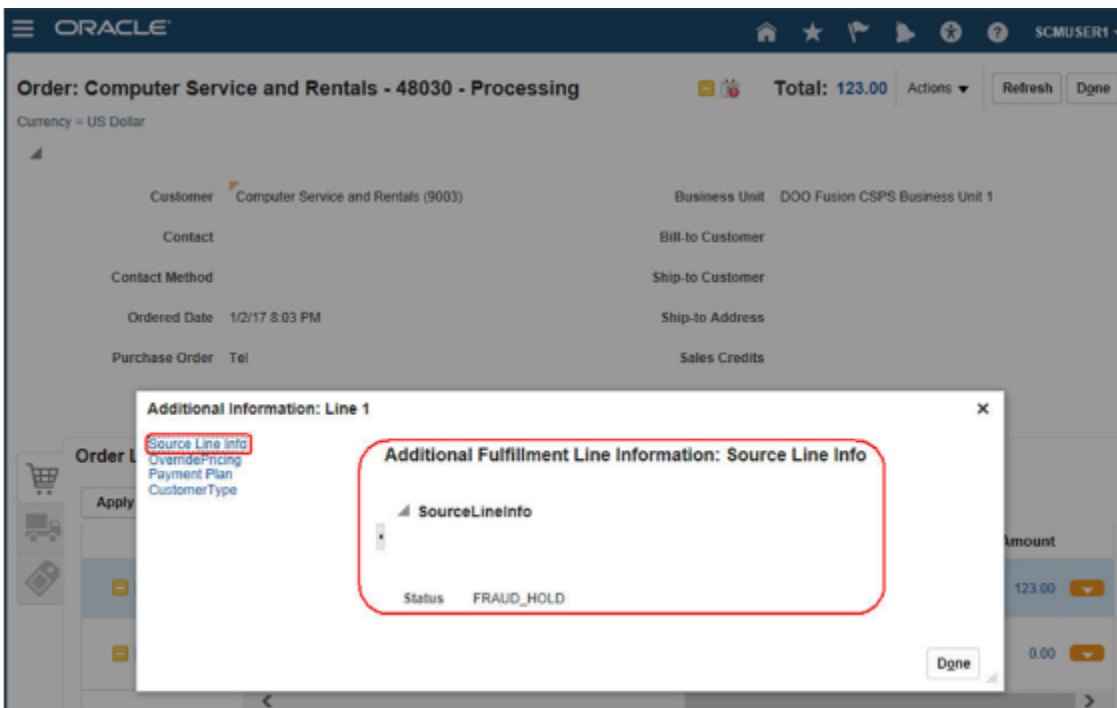 ORACLE
SCMUSER1
Order: Computer Service and Rentals - 48030 - Processing
Total: 123.00
Actions
Refresh
Done
Currency = US Dollar
Customer Computer Service and Rentals (9003)
Business Unit DOO Fusion CSPS Business Unit 1
Contact
Bill-to Customer
Contact Method
Ship-to Customer
Ordered Date 1/2/17 8:03 PM
Ship-to Address
Purchase Order Tel
Sales Credits
Additional Information: Line 1
Source Line Info
OverridePricing
Payment Plan
CustomerType
Additional Fulfillment Line Information: Source Line Info
SourceLineInfo
Status FRAUD_HOLD
Done
Order L
Apply
Amount
123.00
0.00